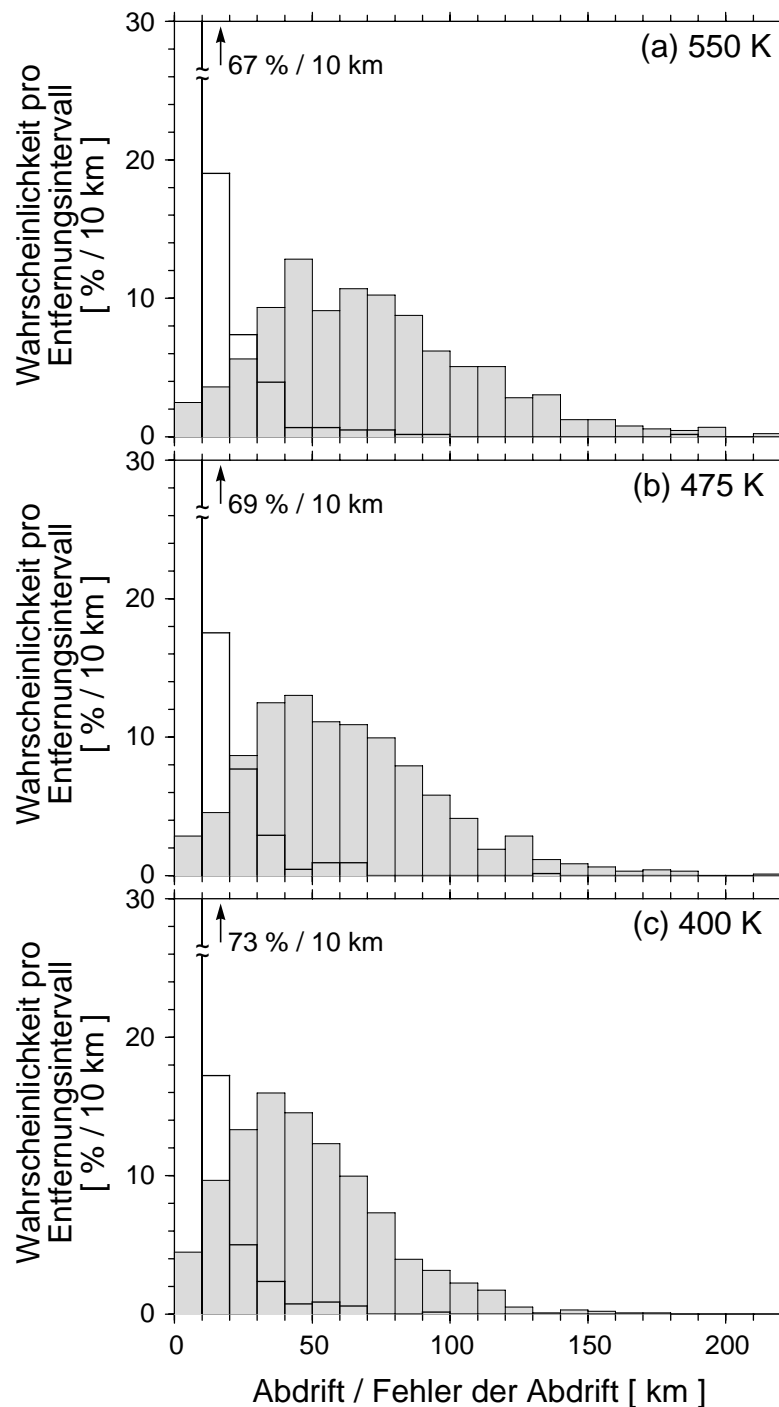 Wahrscheinlichkeit pro
Entfernungsintervall
[ % / 10 km ]
30
20
10
0
67 % / 10 km
(a) 550 K
Wahrscheinlichkeit pro
Entfernungsintervall
[ % / 10 km ]
30
20
10
0
69 % / 10 km
(b) 475 K
Wahrscheinlichkeit pro
Entfernungsintervall
[ % / 10 km ]
30
20
10
0
73 % / 10 km
(c) 400 K
0 50 100 150 200
Abdrift / Fehler der Abdrift [ km ]